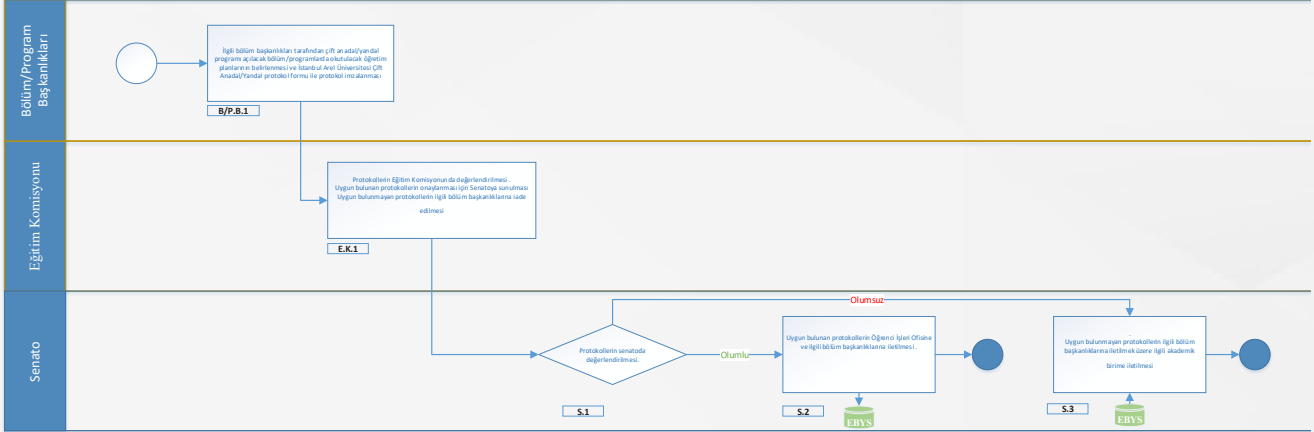 Bölüm/Program
Başkanlıkları
İlgili bölüm başkanlıkları tarafından çift anadal/yandal
programı açılacak bölüm/programlarda okutulacak öğretim
planlarının belirlenmesi ve İstanbul Arel Üniversitesi Çift
Anadal/Yandal protokol formu ile protokol imzalanması
B/P.B.1
Eğitim Komisyonu
Protokollerin Eğitim Komisyonunda değerlendirilmesi .
Uygun bulunan protokollerin onaylanması için Senatoya sunulması
Uygun bulunmayan protokollerin ilgili bölüm başkanlıklarına iade
edilmesi
E.K.1
Senato
Protokollerin senatoda
değerlendirilmesi.
S.1
Olumsuz
Olumlu
Uygun bulunan protokollerin Öğrenci İşleri Ofisine
ve ilgili bölüm başkanlıklarına iletilmesi .
S.2
EBYS
.
Uygun bulunmayan protokollerin ilgili bölüm
başkanlıklarına iletilmek üzere ilgili akademik
birime iletilmesi
S.3
EBYS